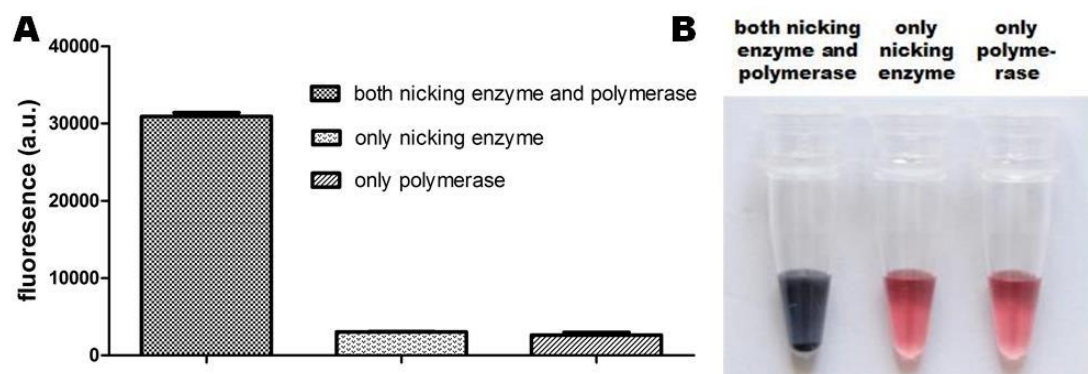 A
40000
30000
20000
10000
0
fluoresence (a.u.)
both nicking enzyme and polymerase
only nicking enzyme
only polymerase
B
both nicking
enzyme and
polymerase
only
nicking
enzyme
only
polyme-
rase